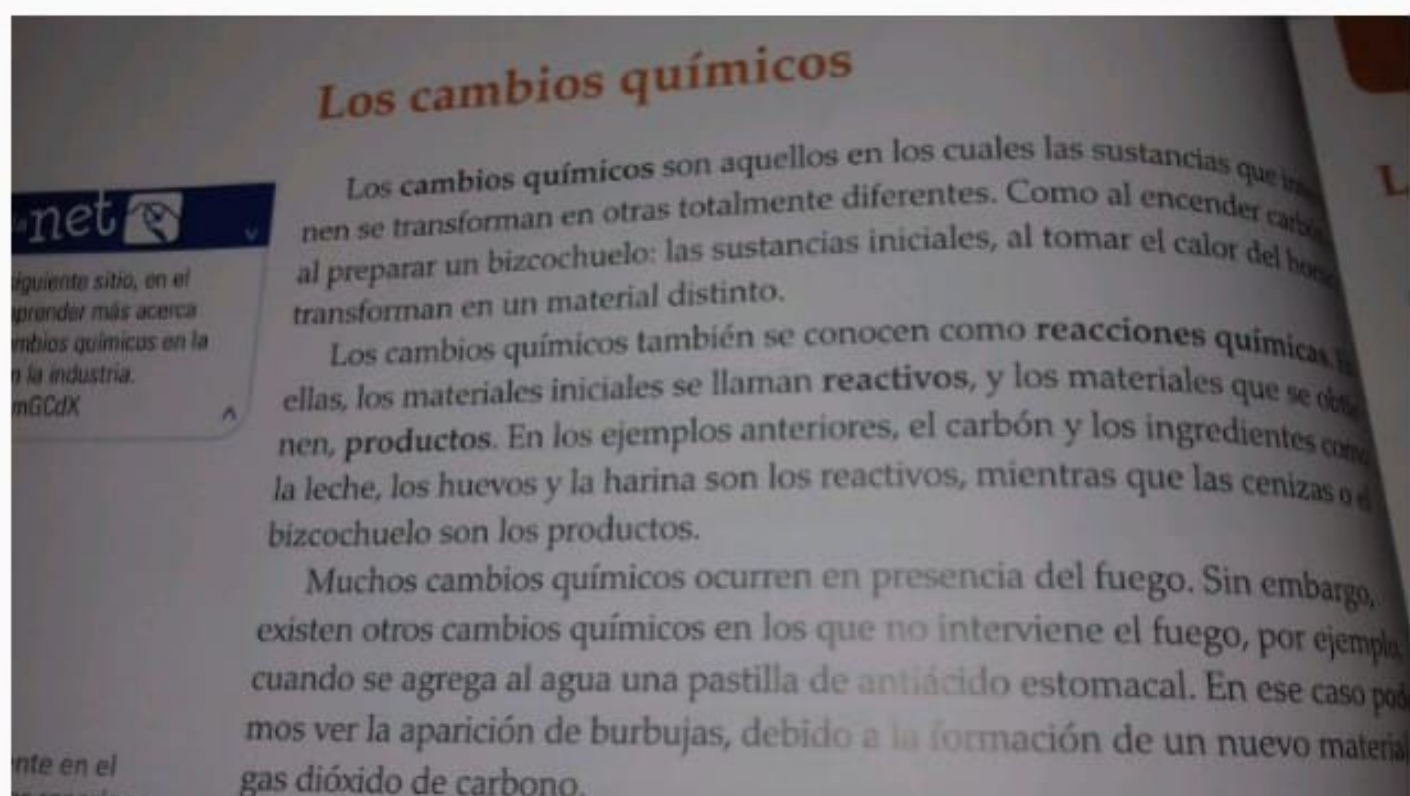 Los cambios químicos
Los cambios químicos son aquellos en los cuales las sustancias que
nen se transforman en otras totalmente diferentes. Como al encender
al preparar un bizcochuelo: las sustancias iniciales, al tomar el calor del
transforman en un material distinto.
Los cambios químicos también se conocen como reacciones químicas.
ellas, los materiales iniciales se llaman reactivos, y los materiales que se
nen, productos. En los ejemplos anteriores, el carbón y los ingredientes como
la leche, los huevos y la harina son los reactivos, mientras que las cenizas o el
bizcochuelo son los productos.
Muchos cambios químicos ocurren en presencia del fuego. Sin embargo,
existen otros cambios químicos en los que no interviene el fuego, por ejemplo,
cuando se agrega al agua una pastilla de antiácido estomacal. En ese caso pode
mos ver la aparición de burbujas, debido a la formación de un nuevo material
gas dióxido de carbono.
net
siguiente sitio, en el
aprender más acerca
mbios químicos en la
n la industria.
mGCdX
nte en el
L